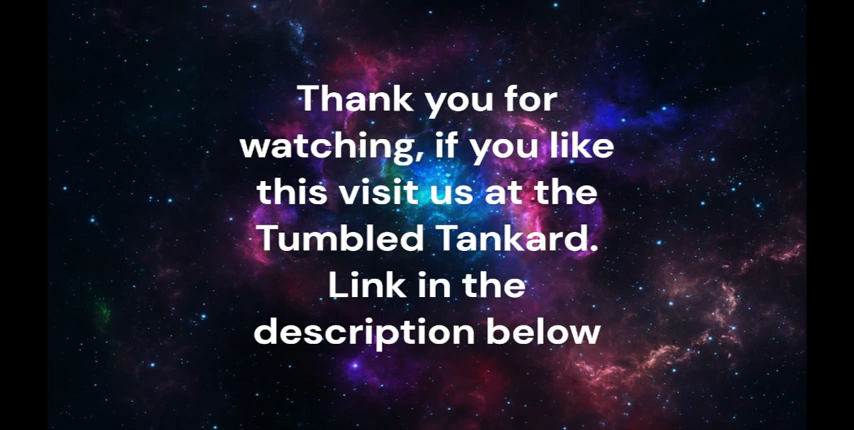 Thank you for
watching, if you like
this visit us at the
Tumbled Tankard.
Link in the
description below